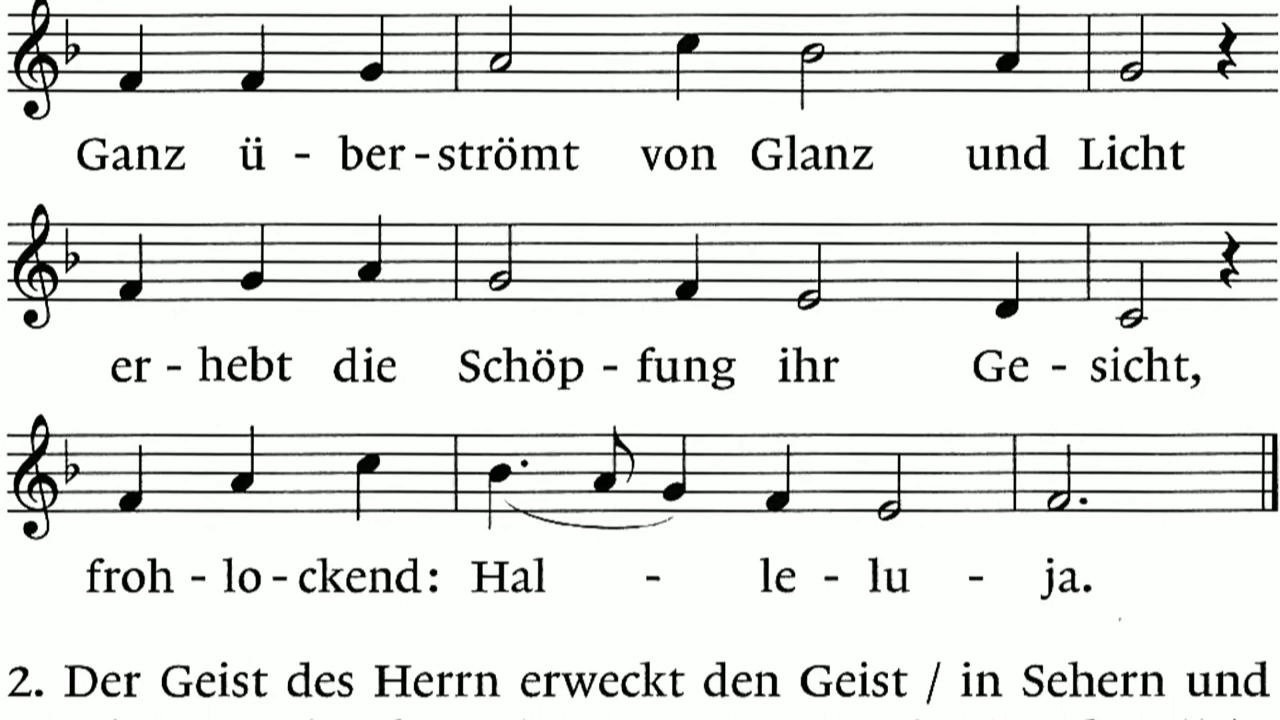 Ganz ü - ber - strömt von Glanz und Licht
er - hebt die Schöp - fung ihr Ge - sicht,
froh - lo - ckend: Hal - le - lu - ja.
2. Der Geist des Herrn erweckt den Geist / in Sehern und